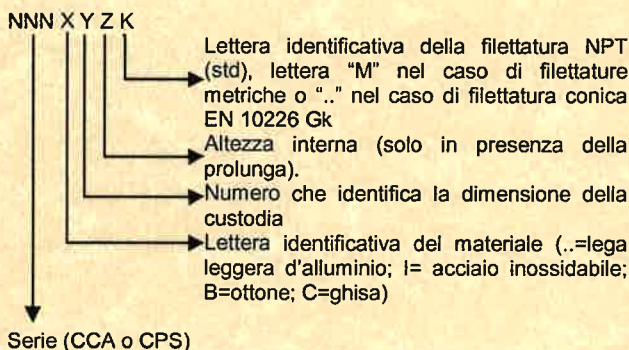 NNN X Y Z K
Lettera identificativa della filettatura NPT
(std), lettera “M” nel caso di filettature
metriche o “..” nel caso di filettatura conica
EN 10226 Gk
Altezza interna (solo in presenza della
prolunga).
Numero che identifica la dimensione della
custodia
Lettera identificativa del materiale (..=lega
leggera d'alluminio; I= acciaio inossidabile;
B=ottone; C=ghisa)
Serie (CCA o CPS)